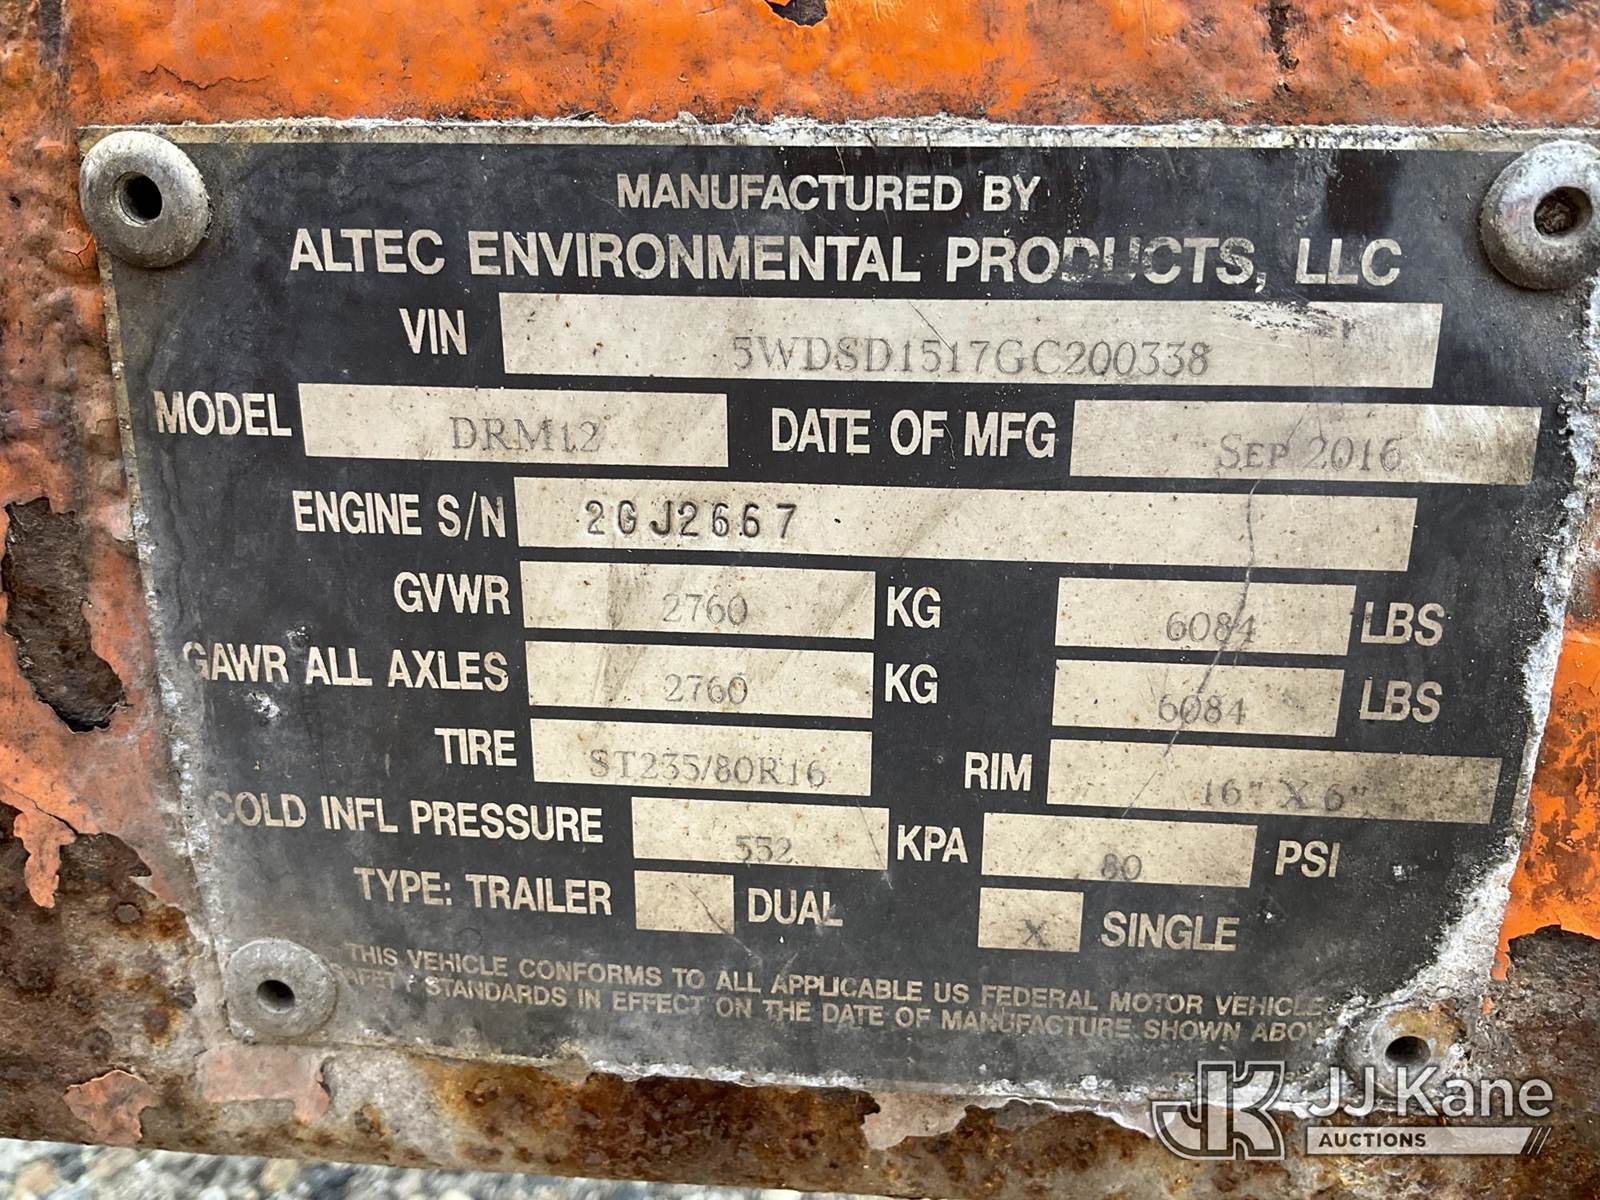 MANUFACTURED BY
ALTEC ENVIRONMENTAL PRODUCTS, LLC
VIN 5WDSD1517GC200338
MODEL DRM12 DATE OF MFG SEP 2016
ENGINE S/N 2GJ2667
GVWR 2760 KG 6084 LBS
GAWR ALL AXLES 2760 KG 6084 LBS
TIRE ST235/80R16 RIM 16" X 6"
COLD INFL PRESSURE 552 KPA 80 PSI
TYPE: TRAILER DUAL X SINGLE
THIS VEHICLE CONFORMS TO ALL APPLICABLE US FEDERAL MOTOR VEHICLE
SAFETY STANDARDS IN EFFECT ON THE DATE OF MANUFACTURE SHOWN ABOV
JK JJ Kane
AUCTIONS